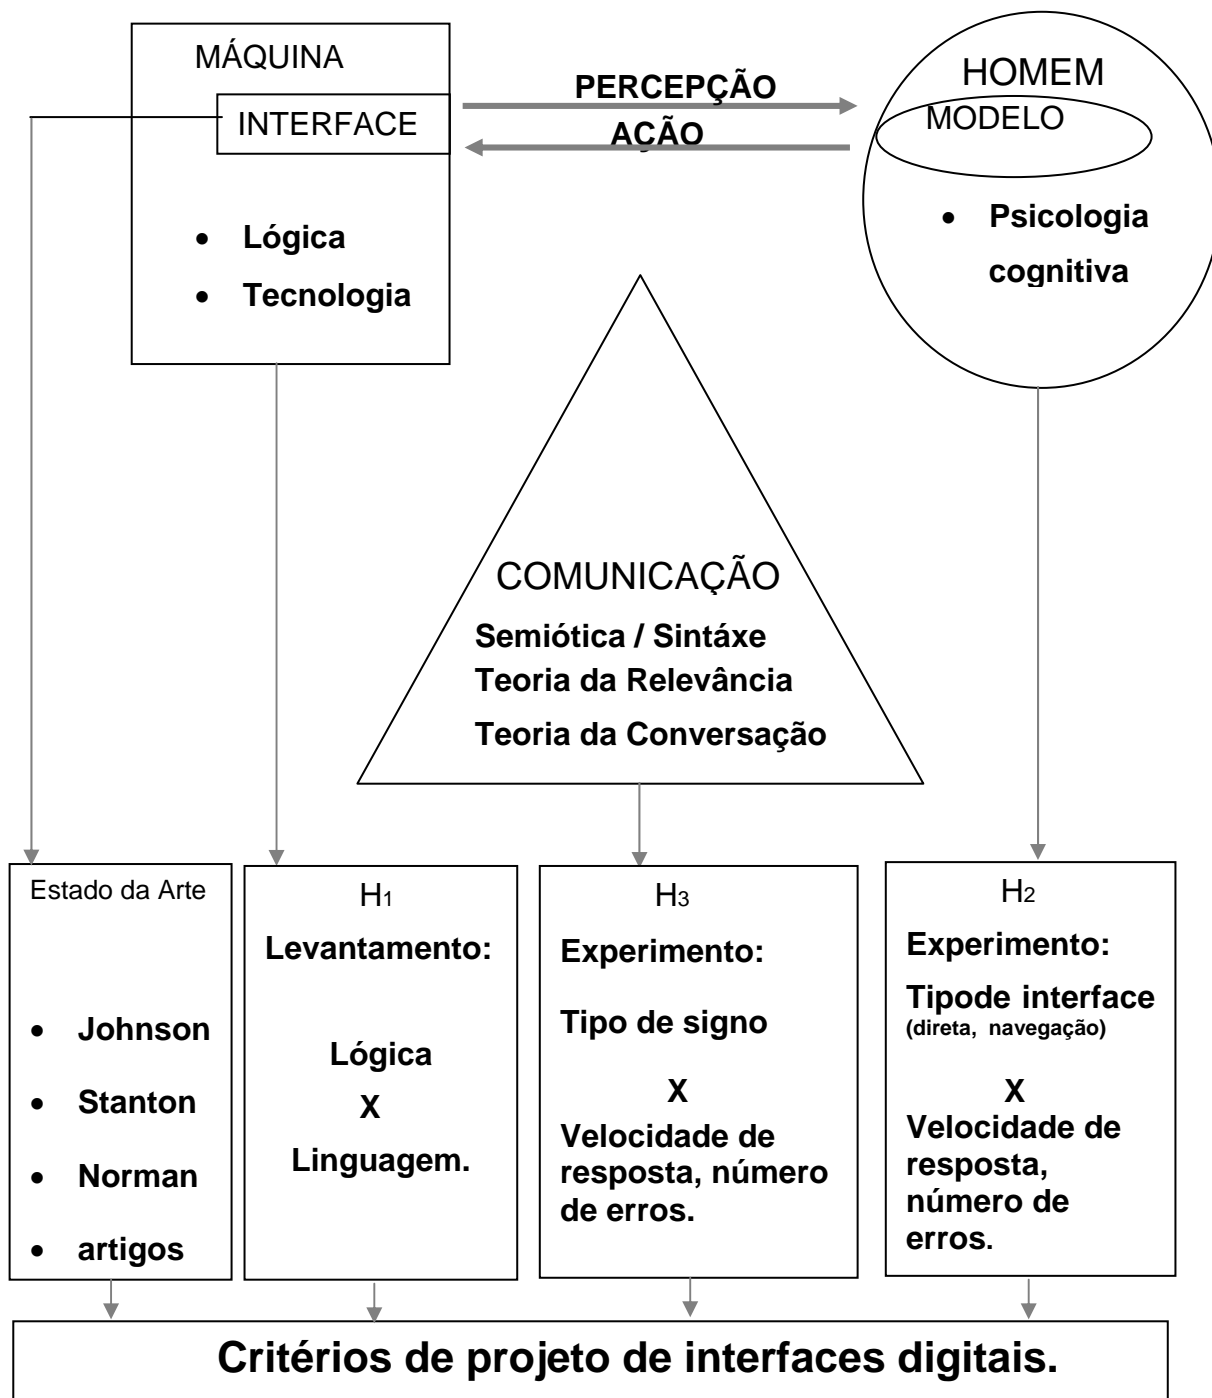 MÁQUINA
INTERFACE
• Lógica
• Tecnologia
PERCEPÇÃO
AÇÃO
HOMEM
MODELO
• Psicologia
cognitiva
COMUNICAÇÃO
Semiótica / Sintáxe
Teoria da Relevância
Teoria da Conversação
Estado da Arte
• Johnson
• Stanton
• Norman
• artigos
H1
Levantamento:
Lógica
X
Linguagem.
H3
Experimento:
Tipo de signo
X
Velocidade de
resposta, número
de erros.
H2
Experimento:
Tipode interface
(direta, navegação)
X
Velocidade de
resposta,
número de
erros.
Critérios de projeto de interfaces digitais.